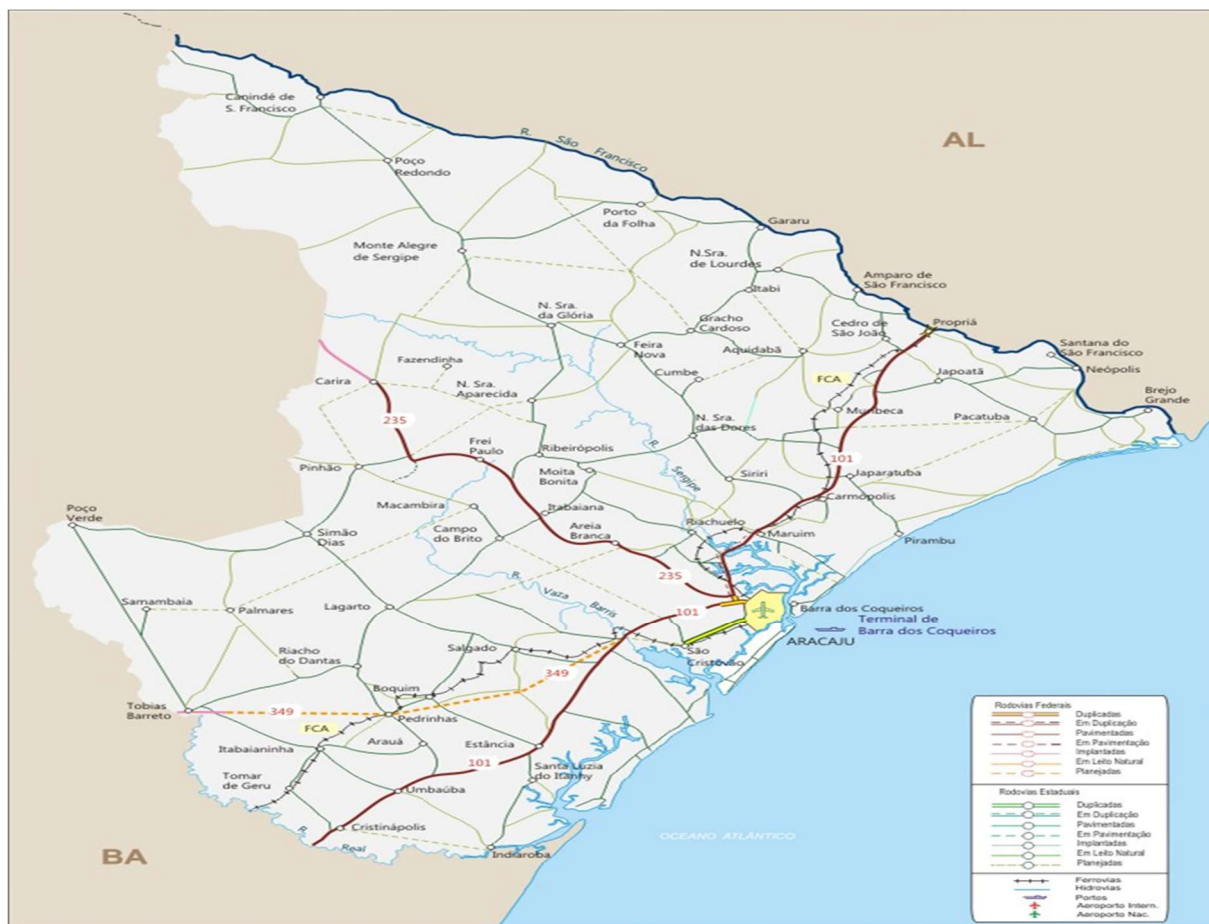 Canindé de
S. Francisco
R. São Francisco
AL
Poço
Redondo
Porto
da Folha
Gararu
Monte Alegre
de Sergipe
N.Sra.
de Lourdes
Itabi
Amparo de
São Francisco
N. Sra.
da Glória
Gracho
Cardoso
Cedro de
São João
Propriá
Feira
Nova
Aquidabã
Santana do
São Francisco
Fazendinha
Carira
N. Sra.
Aparecida
Cumbe
FCA
Japoatã
Neópolis
Brejo
Grande
235
Muribeca
Pacatuba
N. Sra.
das Dores
Frei
Paulo
Ribeirópolis
R. Sergipe
101
Pinhão
Moita
Bonita
Siriri
Japaratuba
Carmópolis
Macambira
Itabaiana
Poço
Verde
Simão
Dias
Campo
do Brito
Areia
Branca
Riachuelo
Maruim
Pirambu
R. Vaza Barris
235
Samambaia
Palmares
Lagarto
101
Barra dos Coqueiros
Terminal de
Barra dos Coqueiros
ARACAJU
Riacho
do Dantas
Salgado
São
Cristóvão
349
Boquim
Tobias
Barreto
349
Pedrinhas
FCA
Arauá
Estância
Itabaianinha
101
Tomar
de Geru
Santa Luzia
do Itanhy
Umbaúba
Cristinápolis
R. Real
Indiaroba
BA
OCEANO ATLÂNTICO
Rodovias Federais
Duplicadas
Em Duplicação
Pavimentadas
Em Pavimentação
Implantadas
Em Leito Natural
Planejadas
Rodovias Estaduais
Duplicadas
Em Duplicação
Pavimentadas
Em Pavimentação
Implantadas
Em Leito Natural
Planejadas
Ferrovias
Hidrovias
Portos
Aeroporto Intern.
Aeroporto Nac.